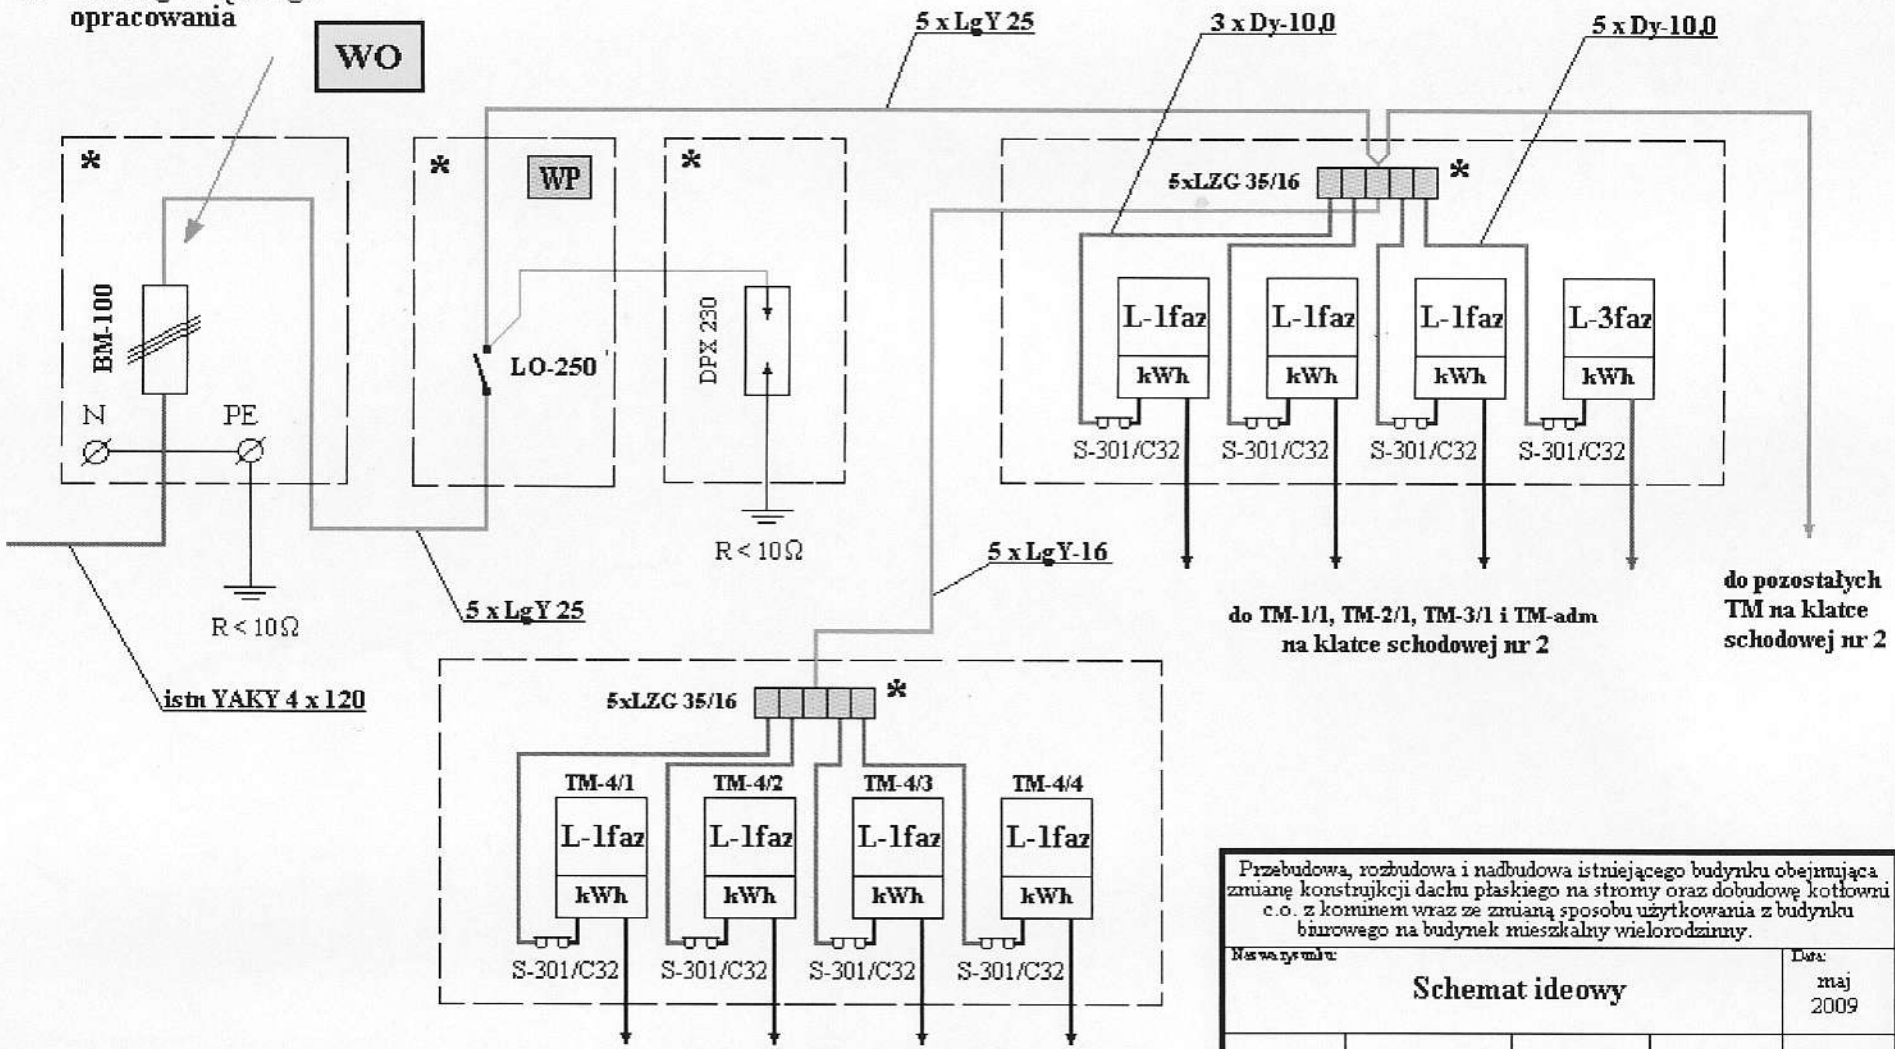 opracowania
WO
5 x LgY 25
3 x Dy-10,0
5 x Dy-10,0
*
*
WP
*
5xLZG 35/16
*
BM-100
LO-250
DPX 230
L-1faz
L-1faz
L-1faz
L-3faz
kWh
kWh
kWh
kWh
N
PE
S-301/C32
S-301/C32
S-301/C32
S-301/C32
R < 10Ω
R < 10Ω
5 x LgY-16
5 x LgY 25
do TM-1/1, TM-2/1, TM-3/1 i TM-adm
na klatce schodowej nr 2
do pozostałych
TM na klatce
schodowej nr 2
istn YAKY 4 x 120
5xLZG 35/16
*
TM-4/1
TM-4/2
TM-4/3
TM-4/4
L-1faz
L-1faz
L-1faz
L-1faz
kWh
kWh
kWh
kWh
S-301/C32
S-301/C32
S-301/C32
S-301/C32
Przebudowa, rozbudowa i nadbudowa istniejącego budynku obejmująca
zmianę konstrujkcji dachu płaskiego na stromy oraz dobudowę kotłowni
c.o. z kominem wraz ze zmianą sposobu użytkowania z budynku
biurowego na budynek mieszkalny wielorodzinny.
Nazwa rysunku:
Schemat ideowy
Data:
maj
2009